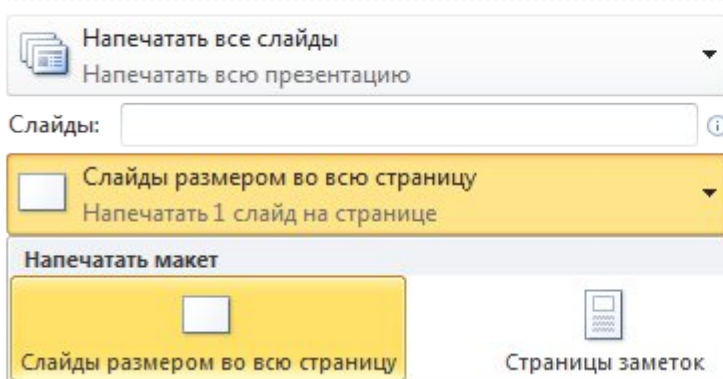 Напечатать все слайды
Напечатать всю презентацию
Слайды:
Слайды размером во всю страницу
Напечатать 1 слайд на странице
Напечатать макет
Слайды размером во всю страницу
Страницы заметок